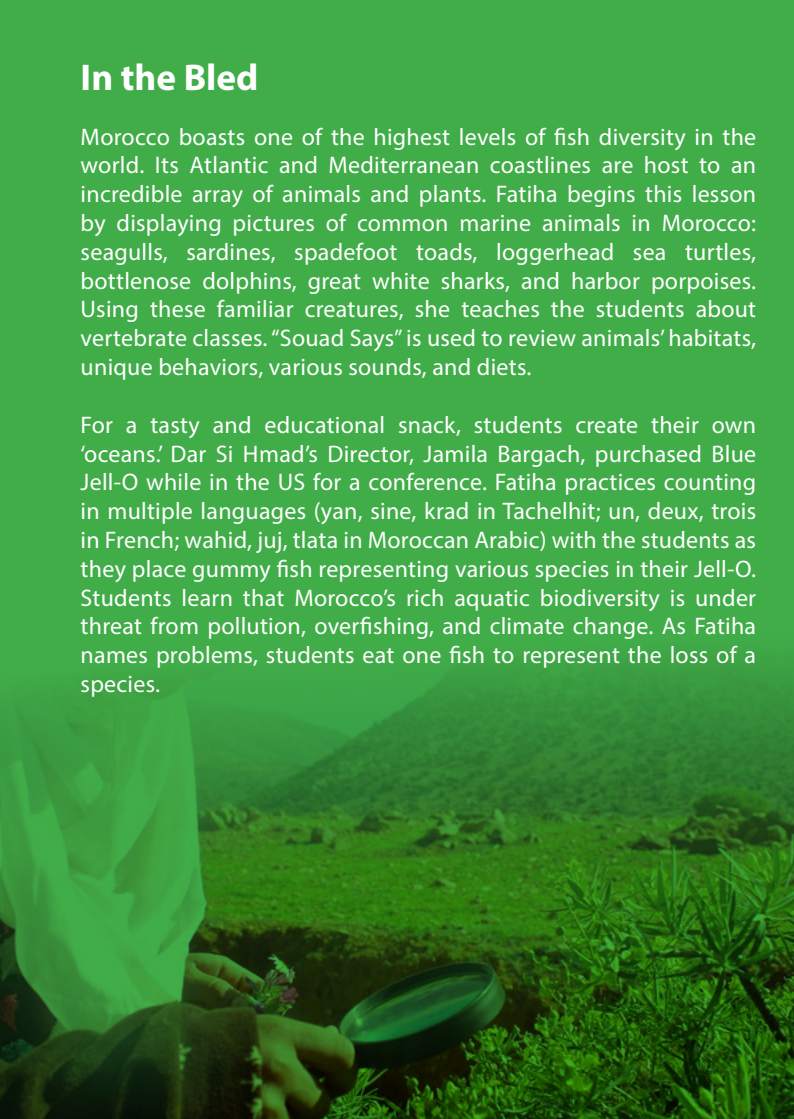 In the Bled
Morocco boasts one of the highest levels of fish diversity in the
world. Its Atlantic and Mediterranean coastlines are host to an
incredible array of animals and plants. Fatiha begins this lesson
by displaying pictures of common marine animals in Morocco:
seagulls, sardines, spadefoot toads, loggerhead sea turtles,
bottlenose dolphins, great white sharks, and harbor porpoises.
Using these familiar creatures, she teaches the students about
vertebrate classes. “Souad Says” is used to review animals’ habitats,
unique behaviors, various sounds, and diets.
For a tasty and educational snack, students create their own
‘oceans.’ Dar Si Hmad’s Director, Jamila Bargach, purchased Blue
Jell-O while in the US for a conference. Fatiha practices counting
in multiple languages (yan, sine, krad in Tachelhit; un, deux, trois
in French; wahid, juj, tlata in Moroccan Arabic) with the students as
they place gummy fish representing various species in their Jell-O.
Students learn that Morocco’s rich aquatic biodiversity is under
threat from pollution, overfishing, and climate change. As Fatiha
names problems, students eat one fish to represent the loss of a
species.